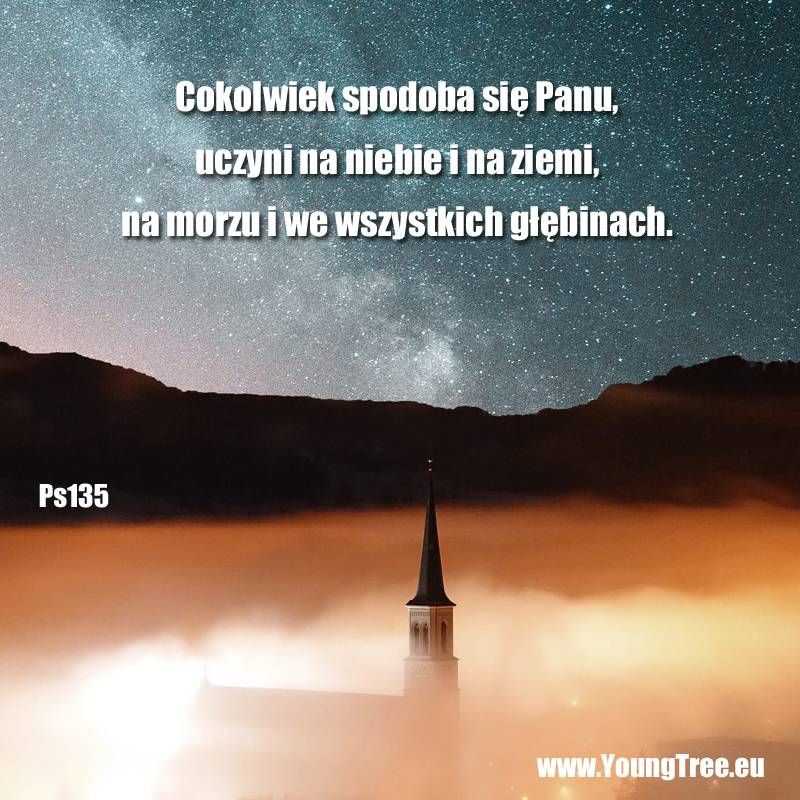 Cokolwiek spodoba się Panu,
uczyni na niebie i na ziemi,
na morzu i we wszystkich głębinach.
Ps135
www.YoungTree.eu